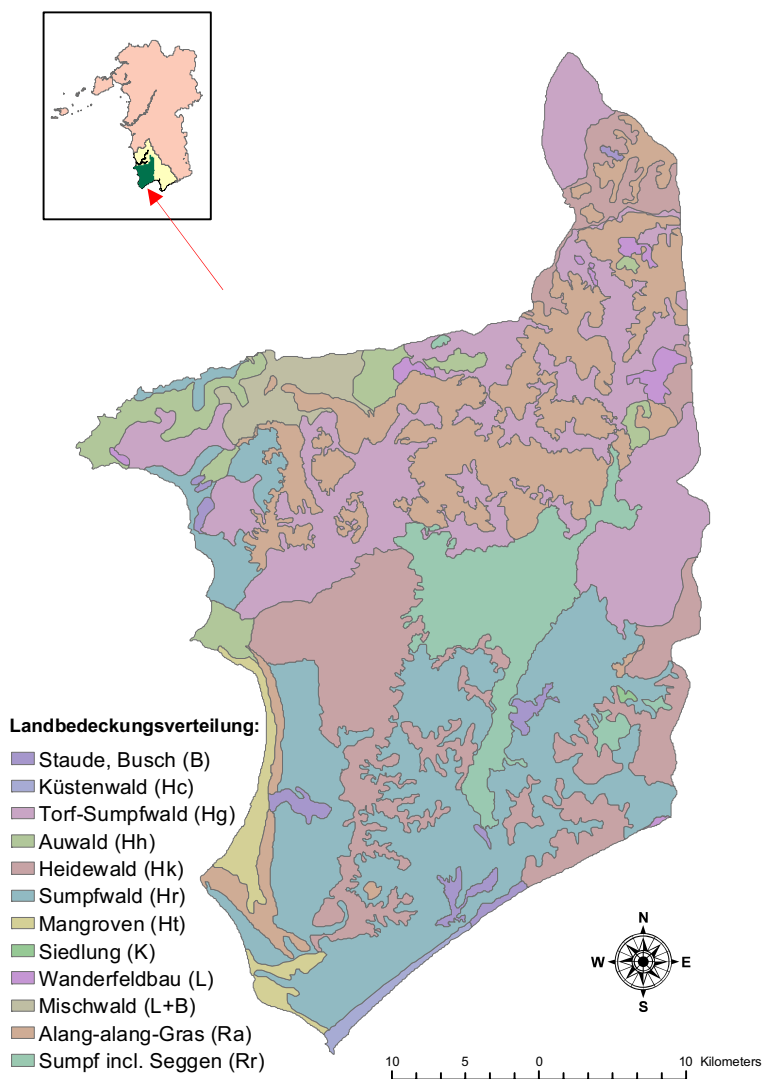 Landbedeckungsverteilung:
Staude, Busch (B)
Küstenwald (Hc)
Torf-Sumpfwald (Hg)
Auwald (Hh)
Heidewald (Hk)
Sumpfwald (Hr)
Mangroven (Ht)
Siedlung (K)
Wanderfeldbau (L)
Mischwald (L+B)
Alang-alang-Gras (Ra)
Sumpf incl. Seggen (Rr)
N
W E
S
10 5 0 10 Kilometers